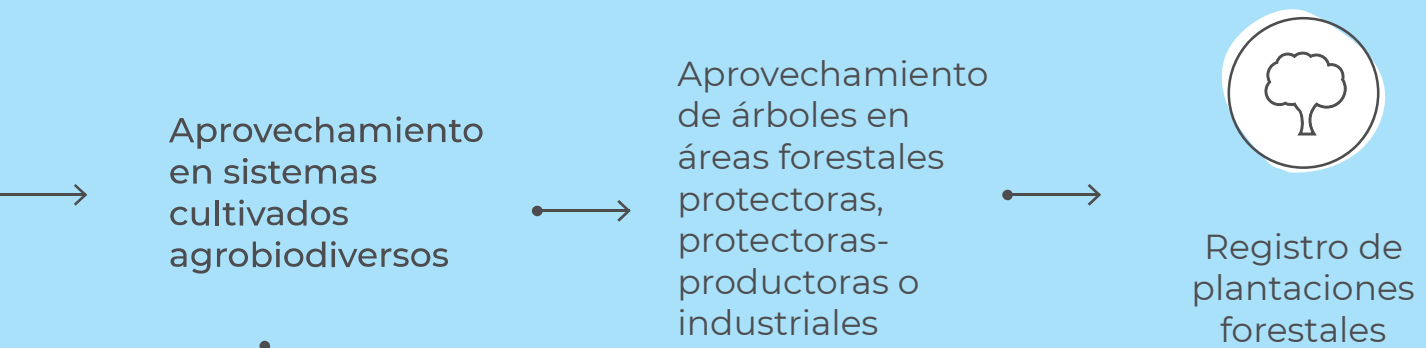 Aprovechamiento
en sistemas
cultivados
agrobiodiversos
Aprovechamiento
de árboles en
áreas forestales
protectoras,
protectoras-
productoras o
industriales
Registro de
plantaciones
forestales